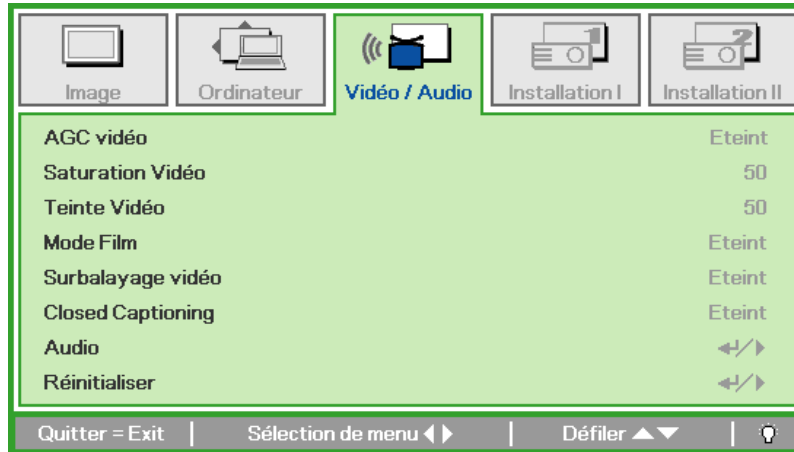 Image
Ordinateur
Vidéo / Audio
Installation I
Installation II
AGC vidéo Eteint
Saturation Vidéo 50
Teinte Vidéo 50
Mode Film Eteint
Surbalayage vidéo Eteint
Closed Captioning Eteint
Audio
Réinitialiser
Quitter = Exit Sélection de menu Défiler